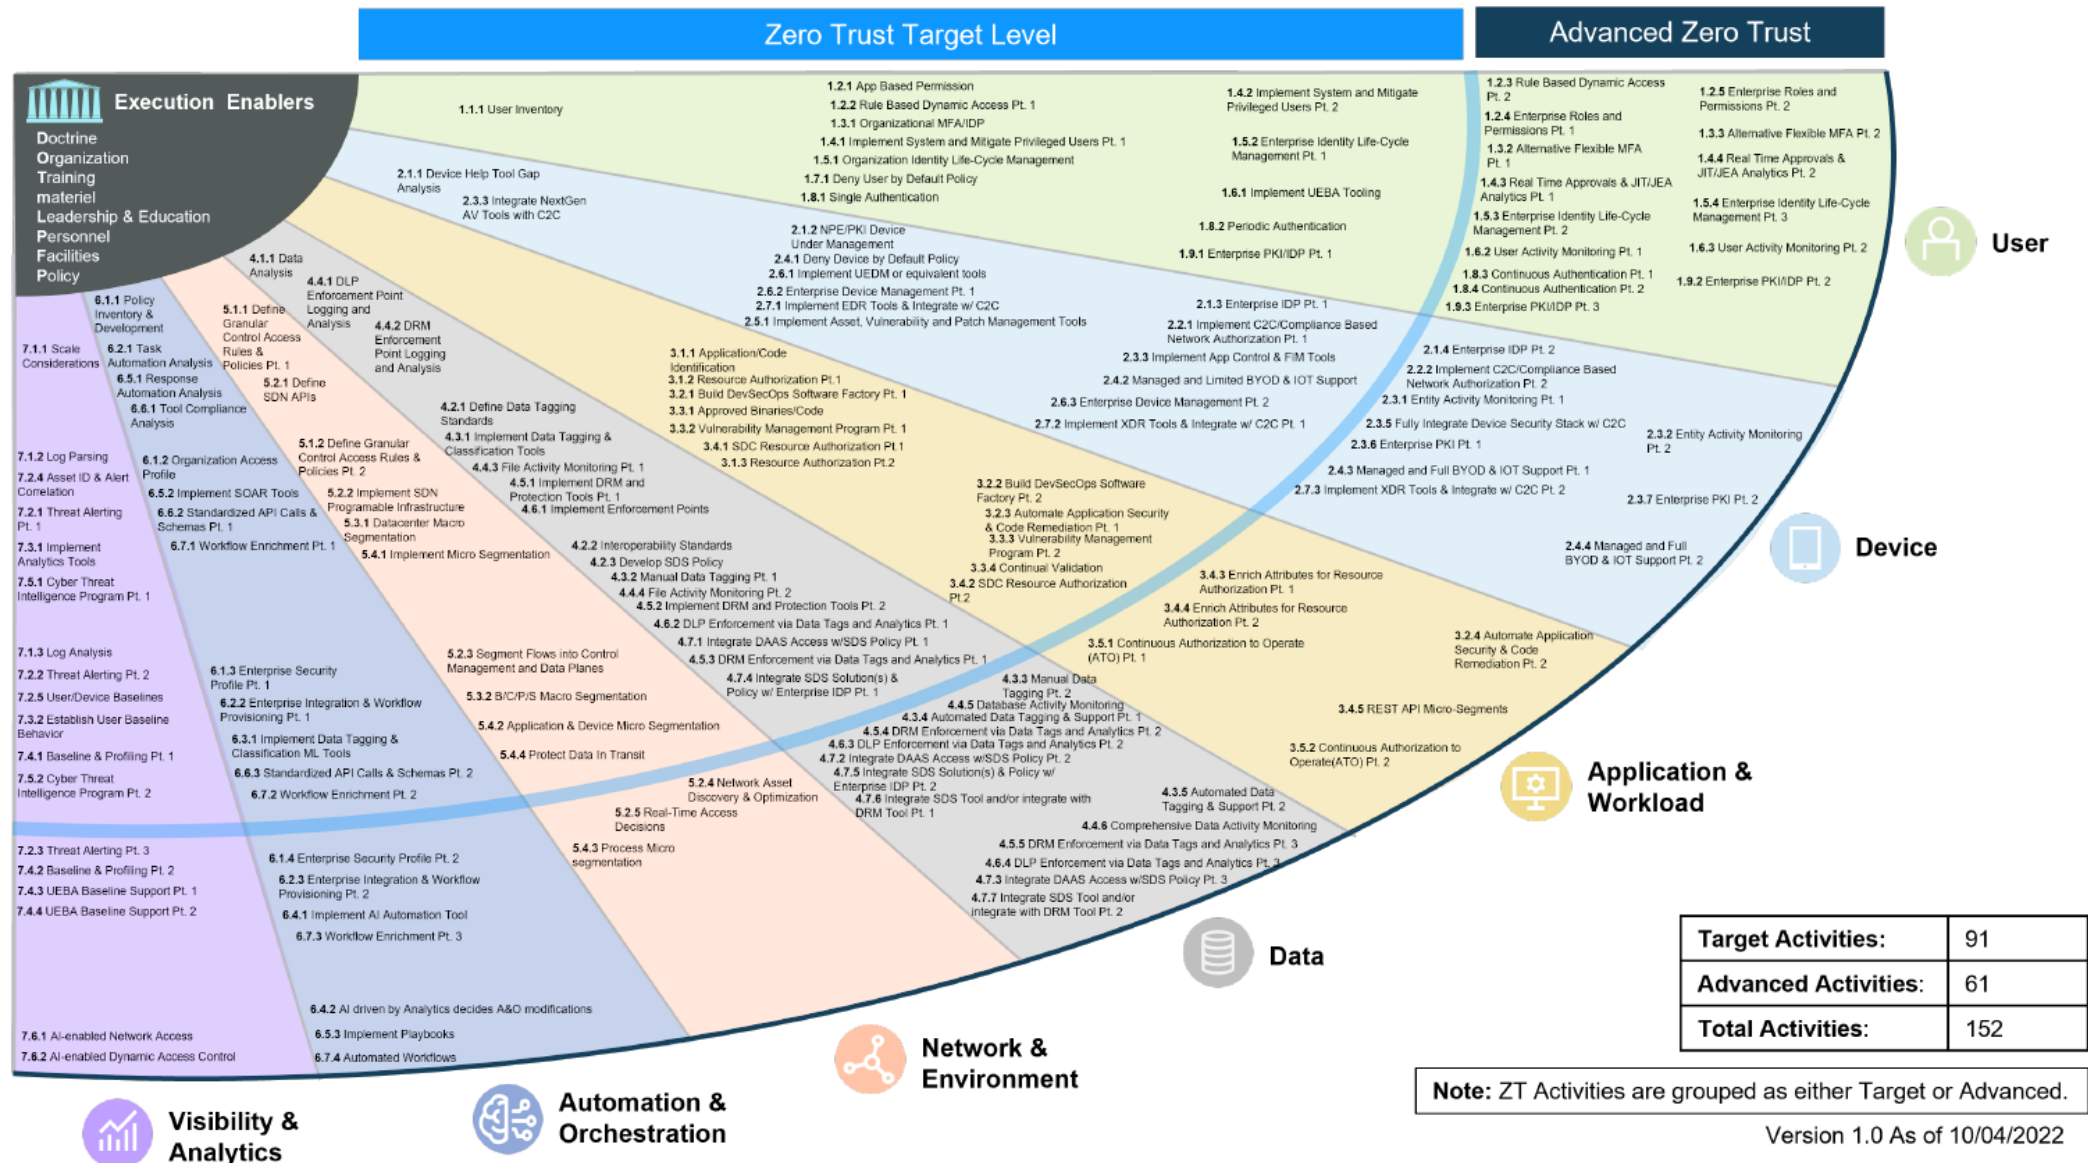 Zero Trust Target Level
Advanced Zero Trust
Execution Enablers
Doctrine
Organization
Training
materiel
Leadership & Education
Personnel
Facilities
Policy
1.1.1 User Inventory
1.2.1 App Based Permission
1.2.2 Rule Based Dynamic Access Pt. 1
1.3.1 Organizational MFA/IDP
1.4.1 Implement System and Mitigate Privileged Users Pt. 1
1.5.1 Organization Identity Life-Cycle Management
1.7.1 Deny User by Default Policy
1.8.1 Single Authentication
1.4.2 Implement System and Mitigate
Privileged Users Pt. 2
1.5.2 Enterprise Identity Life-Cycle
Management Pt. 1
1.6.1 Implement UEBA Tooling
1.8.2 Periodic Authentication
1.9.1 Enterprise PKI/IDP Pt. 1
1.2.3 Rule Based Dynamic Access
Pt. 2
1.2.4 Enterprise Roles and
Permissions Pt. 1
1.3.2 Alternative Flexible MFA
Pt. 1
1.4.3 Real Time Approvals & JIT/JEA
Analytics Pt. 1
1.5.3 Enterprise Identity Life-Cycle
Management Pt. 2
1.6.2 User Activity Monitoring Pt. 1
1.8.3 Continuous Authentication Pt. 1
1.8.4 Continuous Authentication Pt. 2
1.9.3 Enterprise PKI/IDP Pt. 3
1.2.5 Enterprise Roles and
Permissions Pt. 2
1.3.3 Alternative Flexible MFA Pt. 2
1.4.4 Real Time Approvals &
JIT/JEA Analytics Pt. 2
1.5.4 Enterprise Identity Life-Cycle
Management Pt. 3
1.6.3 User Activity Monitoring Pt. 2
1.9.2 Enterprise PKI/IDP Pt. 2
User
2.1.1 Device Help Tool Gap
Analysis
2.3.3 Integrate NextGen
AV Tools with C2C
2.1.2 NPE/PKI Device
Under Management
2.4.1 Deny Device by Default Policy
2.6.1 Implement UEDM or equivalent tools
2.6.2 Enterprise Device Management Pt. 1
2.7.1 Implement EDR Tools & Integrate w/ C2C
2.5.1 Implement Asset, Vulnerability and Patch Management Tools
2.1.3 Enterprise IDP Pt. 1
2.2.1 Implement C2C/Compliance Based
Network Authorization Pt. 1
2.3.3 Implement App Control & FIM Tools
2.4.2 Managed and Limited BYOD & IOT Support
2.6.3 Enterprise Device Management Pt. 2
2.7.2 Implement XDR Tools & Integrate w/ C2C Pt. 1
2.1.4 Enterprise IDP Pt. 2
2.2.2 Implement C2C/Compliance Based
Network Authorization Pt. 2
2.3.1 Entity Activity Monitoring Pt. 1
2.3.5 Fully Integrate Device Security Stack w/ C2C
2.3.6 Enterprise PKI Pt. 1
2.4.3 Managed and Full BYOD & IOT Support Pt. 1
2.7.3 Implement XDR Tools & Integrate w/ C2C Pt. 2
2.3.2 Entity Activity Monitoring
Pt. 2
2.3.7 Enterprise PKI Pt. 2
2.4.4 Managed and Full
BYOD & IOT Support Pt. 2
Device
3.1.1 Application/Code
Identification
3.1.2 Resource Authorization Pt.1
3.2.1 Build DevSecOps Software Factory Pt. 1
3.3.1 Approved Binaries/Code
3.3.2 Vulnerability Management Program Pt. 1
3.4.1 SDC Resource Authorization Pt.1
3.1.3 Resource Authorization Pt.2
3.2.2 Build DevSecOps Software
Factory Pt. 2
3.2.3 Automate Application Security
& Code Remediation Pt. 1
3.3.3 Vulnerability Management
Program Pt. 2
3.3.4 Continual Validation
3.4.2 SDC Resource Authorization
Pt.2
3.4.3 Enrich Attributes for Resource
Authorization Pt. 1
3.4.4 Enrich Attributes for Resource
Authorization Pt. 2
3.5.1 Continuous Authorization to Operate
(ATO) Pt. 1
3.2.4 Automate Application
Security & Code
Remediation Pt. 2
3.4.5 REST API Micro-Segments
3.5.2 Continuous Authorization to
Operate(ATO) Pt. 2
Application &
Workload
4.1.1 Data
Analysis
4.4.1 DLP
Enforcement Point
Logging and
Analysis
4.4.2 DRM
Enforcement
Point Logging
and Analysis
4.2.1 Define Data Tagging
Standards
4.3.1 Implement Data Tagging &
Classification Tools
4.4.3 File Activity Monitoring Pt. 1
4.5.1 Implement DRM and
Protection Tools Pt. 1
4.6.1 Implement Enforcement Points
4.2.2 Interoperability Standards
4.2.3 Develop SDS Policy
4.3.2 Manual Data Tagging Pt. 1
4.4.4 File Activity Monitoring Pt. 2
4.5.2 Implement DRM and Protection Tools Pt. 2
4.6.2 DLP Enforcement via Data Tags and Analytics Pt. 1
4.7.1 Integrate DAAS Access w/SDS Policy Pt. 1
4.5.3 DRM Enforcement via Data Tags and Analytics Pt. 1
4.7.4 Integrate SDS Solution(s) &
Policy w/ Enterprise IDP Pt. 1
4.3.3 Manual Data
Tagging Pt. 2
4.4.5 Database Activity Monitoring
4.3.4 Automated Data Tagging & Support Pt. 1
4.5.4 DRM Enforcement via Data Tags and Analytics Pt. 2
4.6.3 DLP Enforcement via Data Tags and Analytics Pt. 2
4.7.2 Integrate DAAS Access w/SDS Policy Pt. 2
4.7.5 Integrate SDS Solution(s) & Policy w/
Enterprise IDP Pt. 2
4.7.6 Integrate SDS Tool and/or integrate with
DRM Tool Pt. 1
4.3.5 Automated Data
Tagging & Support Pt. 2
4.4.6 Comprehensive Data Activity Monitoring
4.5.5 DRM Enforcement via Data Tags and Analytics Pt. 3
4.6.4 DLP Enforcement via Data Tags and Analytics Pt. 3
4.7.3 Integrate DAAS Access w/SDS Policy Pt. 3
4.7.7 Integrate SDS Tool and/or
integrate with DRM Tool Pt. 2
Data
5.1.1 Define
Granular
Control Access
Rules &
Policies Pt. 1
5.2.1 Define
SDN APIs
5.1.2 Define Granular
Control Access Rules &
Policies Pt. 2
5.2.2 Implement SDN
Programable Infrastructure
5.3.1 Datacenter Macro
Segmentation
5.4.1 Implement Micro Segmentation
5.2.3 Segment Flows into Control
Management and Data Planes
5.3.2 B/C/P/S Macro Segmentation
5.4.2 Application & Device Micro Segmentation
5.4.4 Protect Data In Transit
5.2.4 Network Asset
Discovery & Optimization
5.2.5 Real-Time Access
Decisions
5.4.3 Process Micro
segmentation
Network &
Environment
6.1.1 Policy
Inventory &
Development
6.2.1 Task
Automation Analysis
6.5.1 Response
Automation Analysis
6.6.1 Tool Compliance
Analysis
6.1.2 Organization Access
Profile
6.5.2 Implement SOAR Tools
6.6.2 Standardized API Calls &
Schemas Pt. 1
6.7.1 Workflow Enrichment Pt. 1
6.1.3 Enterprise Security
Profile Pt. 1
6.2.2 Enterprise Integration & Workflow
Provisioning Pt. 1
6.3.1 Implement Data Tagging &
Classification ML Tools
6.6.3 Standardized API Calls & Schemas Pt. 2
6.7.2 Workflow Enrichment Pt. 2
6.1.4 Enterprise Security Profile Pt. 2
6.2.3 Enterprise Integration & Workflow
Provisioning Pt. 2
6.4.1 Implement AI Automation Tool
6.7.3 Workflow Enrichment Pt. 3
6.4.2 AI driven by Analytics decides A&O modifications
6.5.3 Implement Playbooks
6.7.4 Automated Workflows
Automation &
Orchestration
7.1.1 Scale
Considerations
7.1.2 Log Parsing
7.2.4 Asset ID & Alert
Correlation
7.2.1 Threat Alerting
Pt. 1
7.3.1 Implement
Analytics Tools
7.5.1 Cyber Threat
Intelligence Program Pt. 1
7.1.3 Log Analysis
7.2.2 Threat Alerting Pt. 2
7.2.5 User/Device Baselines
7.3.2 Establish User Baseline
Behavior
7.4.1 Baseline & Profiling Pt. 1
7.5.2 Cyber Threat
Intelligence Program Pt. 2
7.2.3 Threat Alerting Pt. 3
7.4.2 Baseline & Profiling Pt. 2
7.4.3 UEBA Baseline Support Pt. 1
7.4.4 UEBA Baseline Support Pt. 2
7.6.1 AI-enabled Network Access
7.6.2 AI-enabled Dynamic Access Control
Visibility &
Analytics
Target Activities: 91
Advanced Activities: 61
Total Activities: 152
Note: ZT Activities are grouped as either Target or Advanced.
Version 1.0 As of 10/04/2022